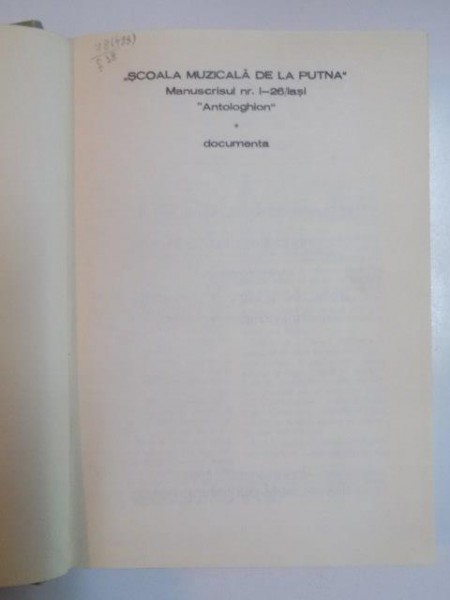 „ŞCOALA MUZICALĂ DE LA PUTNA“
Manuscrisul nr. I–26/Iaşi
"Antologhion"
*
documenta